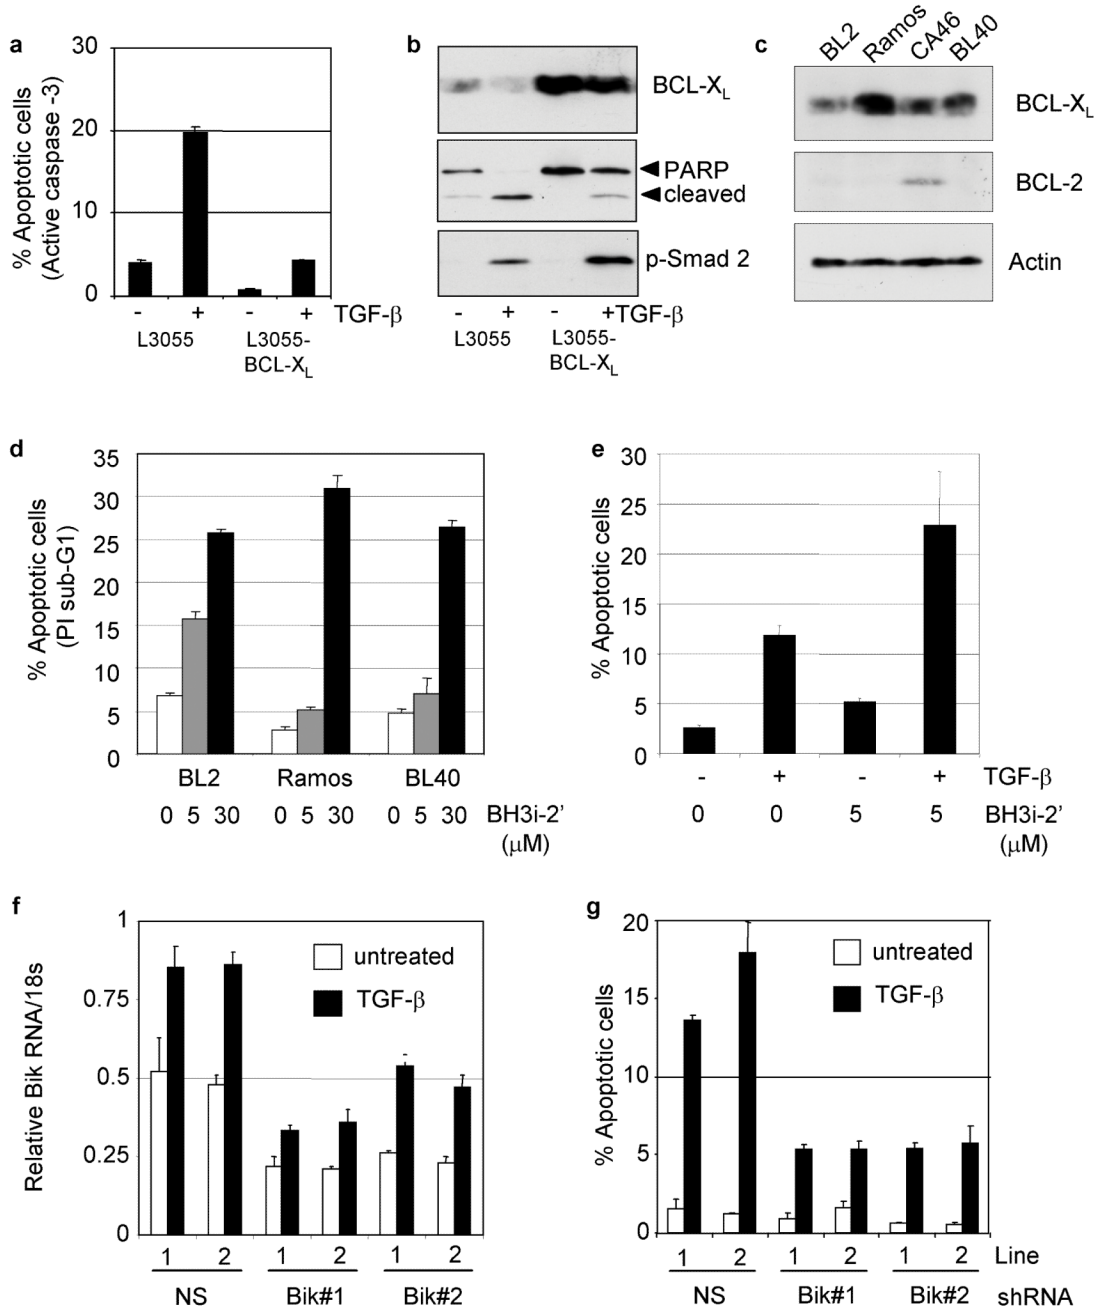 a
% Apoptotic cells
(Active caspase -3)
30
20
10
0
- + - + TGF-β
L3055 L3055-
BCL-XL
b
BCL-XL
PARP
cleaved
p-Smad 2
- + - +TGF-β
L3055 L3055-
BCL-XL
c
BL2 Ramos CA46 BL40
BCL-XL
BCL-2
Actin
d
% Apoptotic cells
(PI sub-G1)
35
30
25
20
15
10
5
0
BL2 Ramos BL40
0 5 30 0 5 30 0 5 30 BH3i-2'
(μM)
e
% Apoptotic cells
30
25
20
15
10
5
0
- + - + TGF-β
0 0 5 5 BH3i-2'
(μM)
f
Relative Bik RNA/18s
1
0.75
0.5
0.25
0
untreated
TGF-β
1 2 1 2 1 2
NS Bik#1 Bik#2
g
% Apoptotic cells
20
15
10
5
0
untreated
TGF-β
1 2 1 2 1 2 Line
NS Bik#1 Bik#2 shRNA